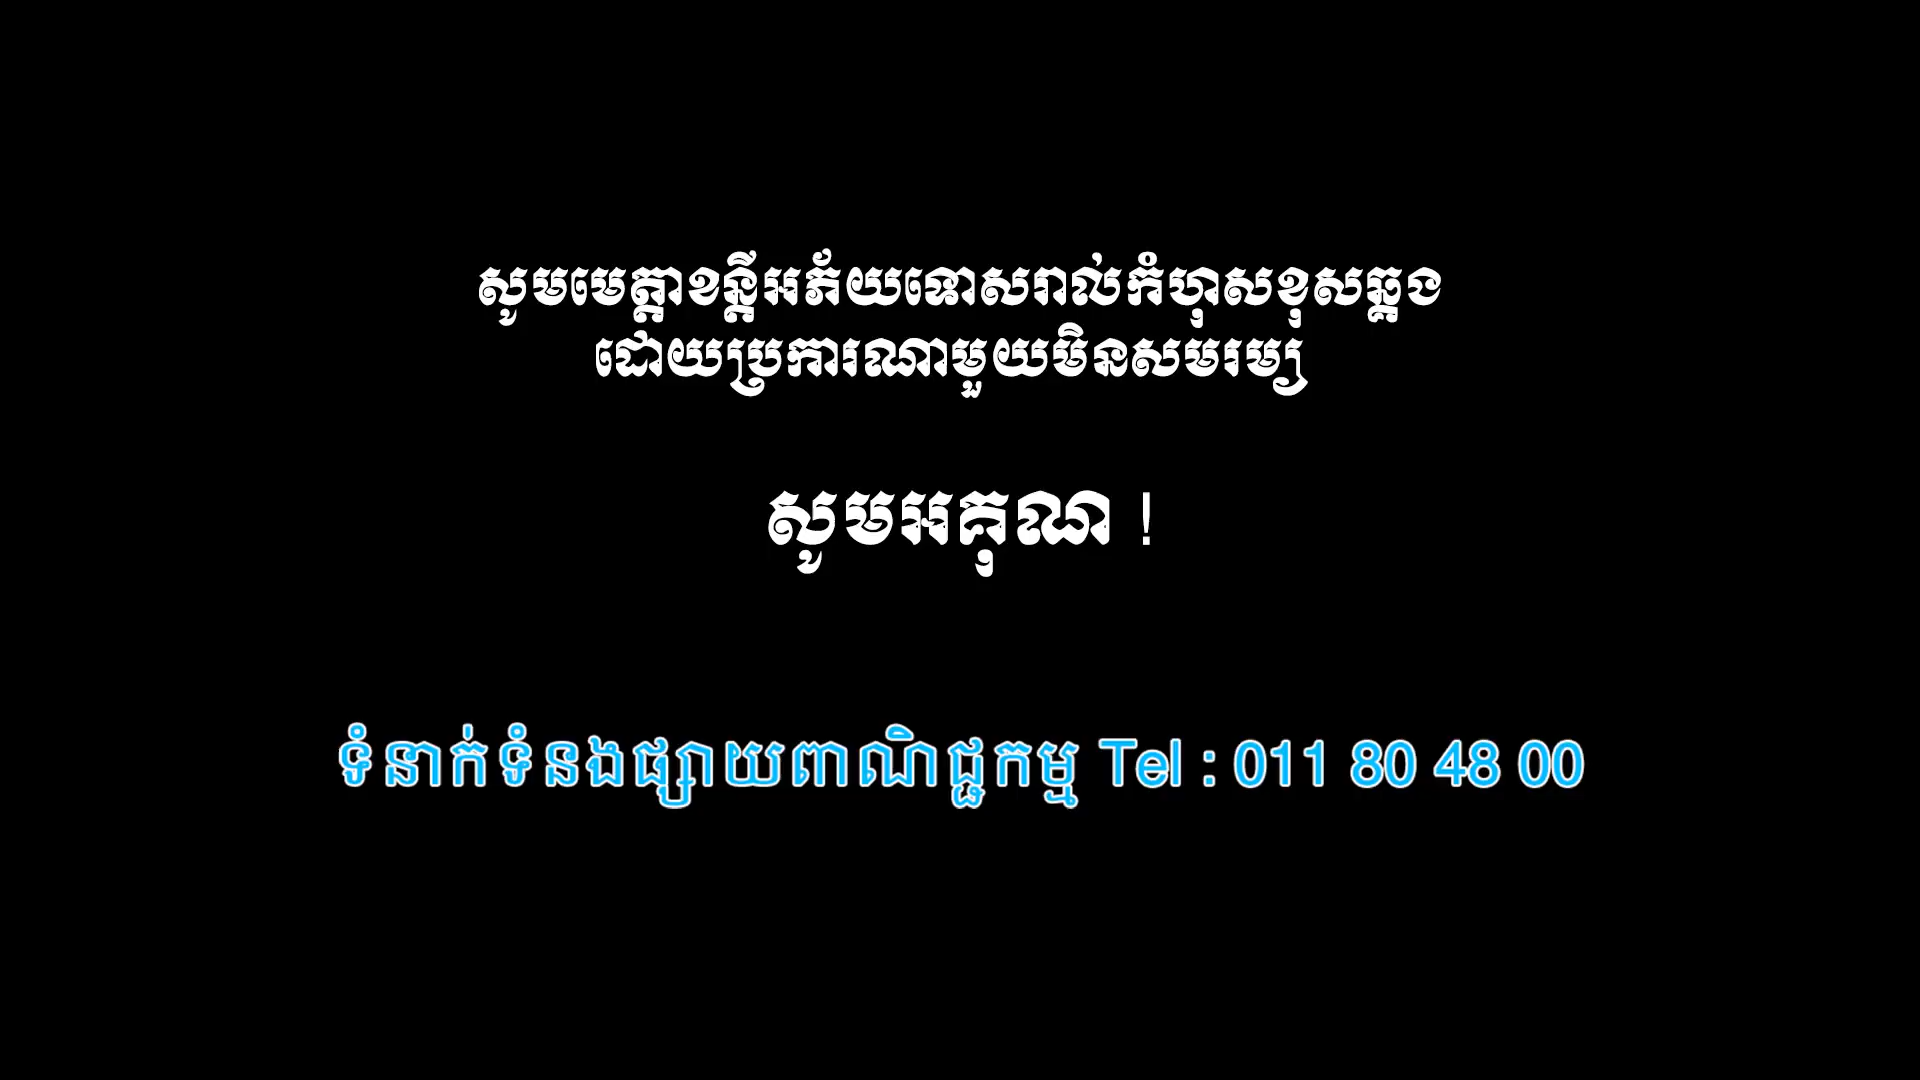 សូមមេត្តាខន្តីអភ័យទោសរាល់កំហុសខុសឆ្គង
ដោយប្រការណាមួយមិនសមរម្យ
សូមអគុណ !
ទំនាក់ទំនងផ្សាយពាណិជ្ជកម្ម Tel : 011 80 48 00